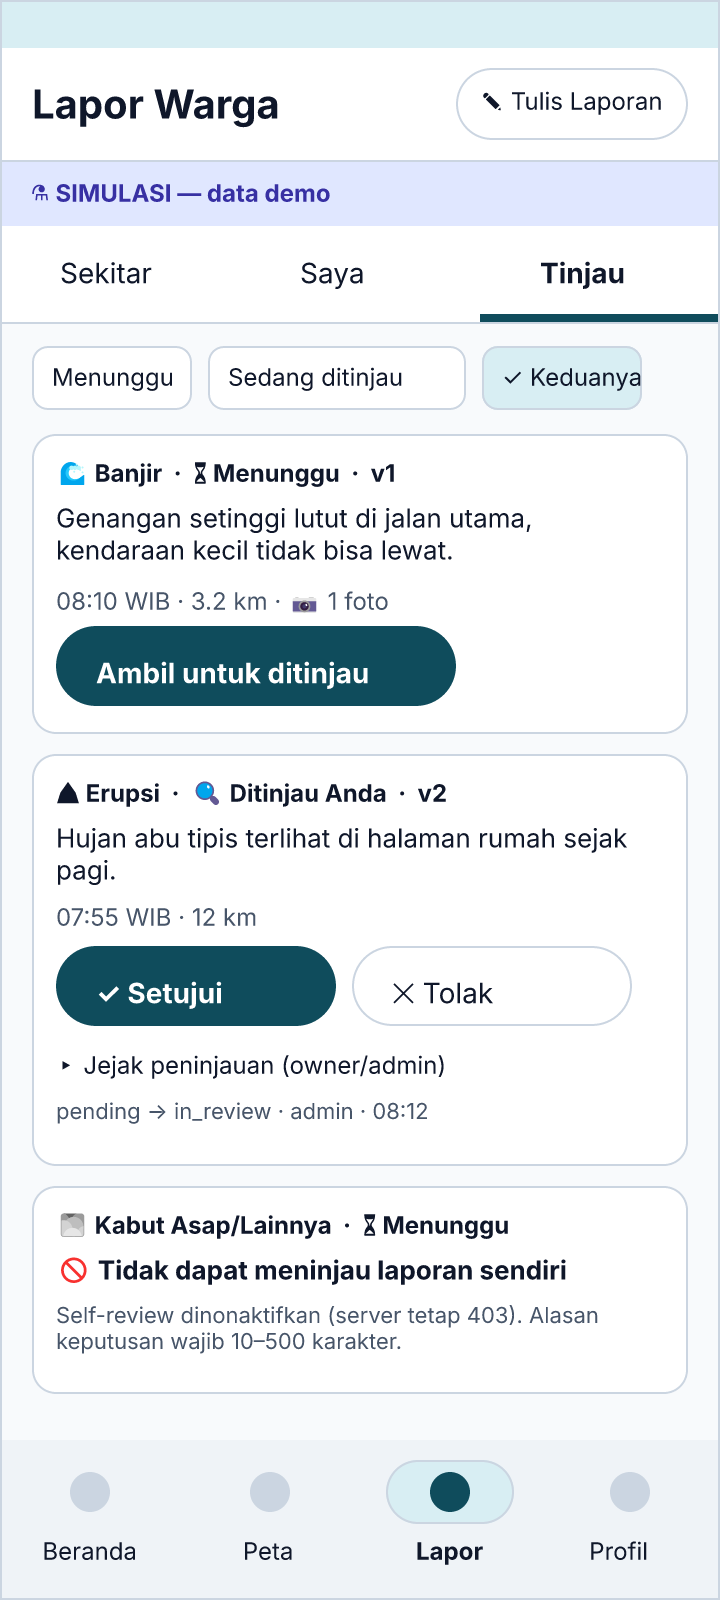 Lapor Warga
✎ Tulis Laporan
⚗ SIMULASI — data demo
Sekitar
Saya
Tinjau
Menunggu
Sedang ditinjau
✓ Keduanya
🌊 Banjir · ⏳ Menunggu · v1
Genangan setinggi lutut di jalan utama,
kendaraan kecil tidak bisa lewat.
08:10 WIB · 3.2 km · 📷 1 foto
Ambil untuk ditinjau
▲ Erupsi · 🔍 Ditinjau Anda · v2
Hujan abu tipis terlihat di halaman rumah sejak
pagi.
07:55 WIB · 12 km
✓ Setujui
✕ Tolak
▸ Jejak peninjauan (owner/admin)
pending → in_review · admin · 08:12
🌫 Kabut Asap/Lainnya · ⏳ Menunggu
🚫 Tidak dapat meninjau laporan sendiri
Self-review dinonaktifkan (server tetap 403). Alasan
keputusan wajib 10–500 karakter.
Beranda
Peta
Lapor
Profil